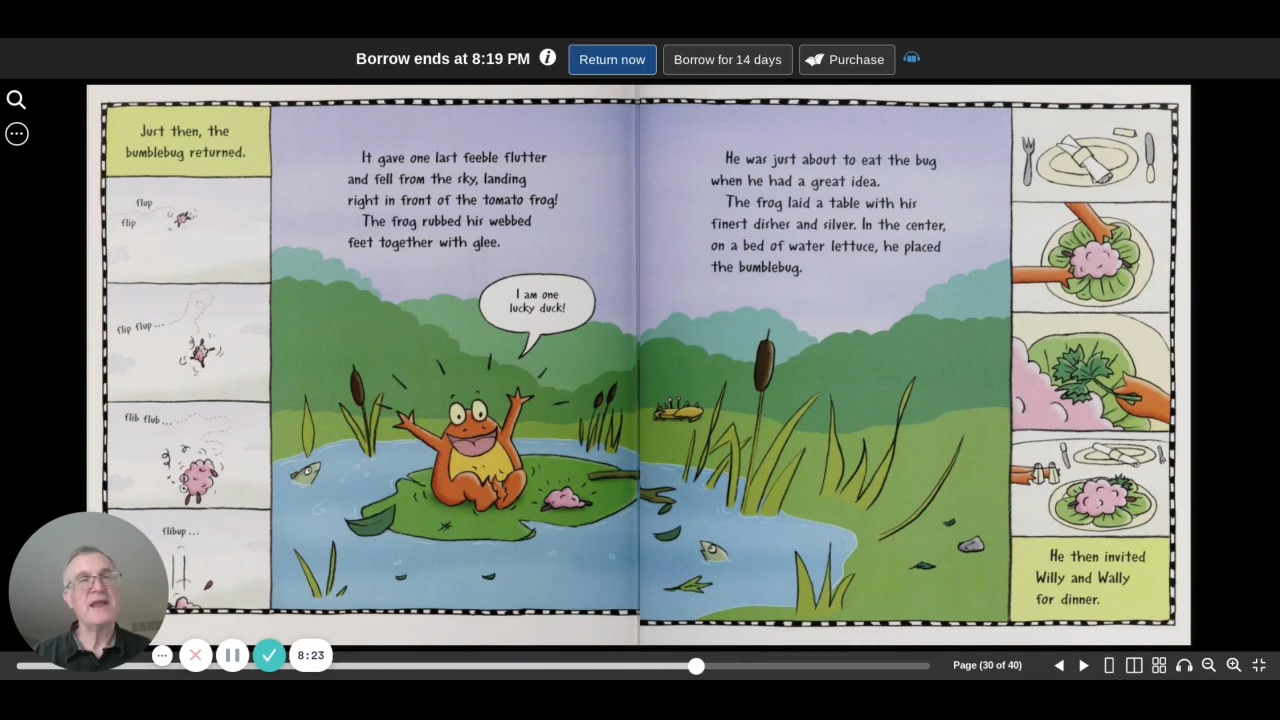 Borrow ends at 8:19 PM
Return now
Borrow for 14 days
Purchase
Just then, the
bumblebug returned.
flup
flip
flip flup...
flib flub...
flibup ...
It gave one last feeble flutter
and fell from the sky, landing
right in front of the tomato frog!
The frog rubbed his webbed
feet together with glee.
I am one
lucky duck!
He was just about to eat the bug
when he had a great idea.
The frog laid a table with his
finest dishes and silver. In the center,
on a bed of water lettuce, he placed
the bumblebug.
He then invited
Willy and Wally
for dinner.
8:23
Page (30 of 40)